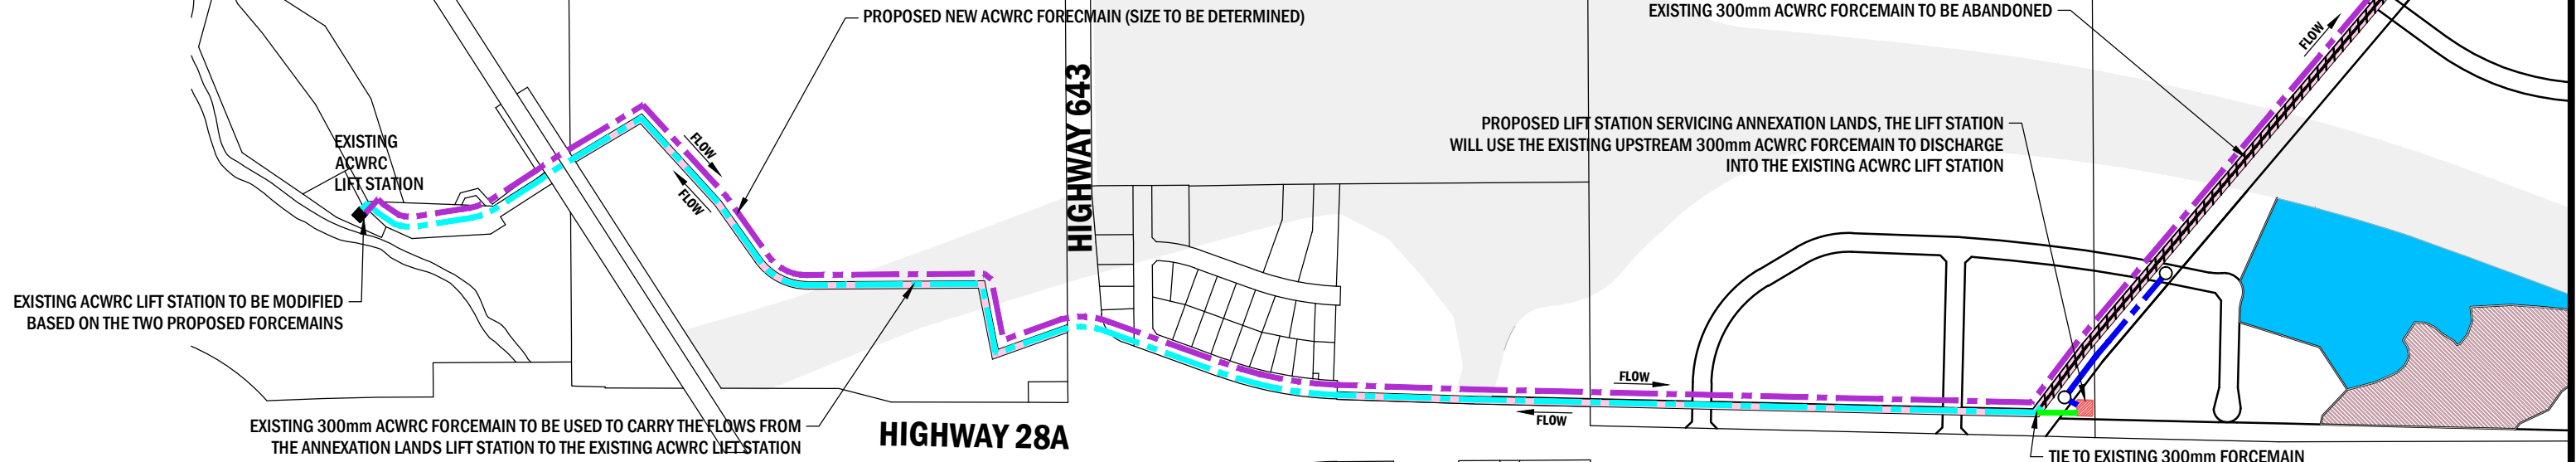 PROPOSED NEW ACWRC FORECMAIN (SIZE TO BE DETERMINED)
EXISTING 300mm ACWRC FORCEMAIN TO BE ABANDONED
FLOW
HIGHWAY 643
PROPOSED LIFT STATION SERVICING ANNEXATION LANDS, THE LIFT STATION
WILL USE THE EXISTING UPSTREAM 300mm ACWRC FORCEMAIN TO DISCHARGE
INTO THE EXISTING ACWRC LIFT STATION
EXISTING
ACWRC
LIFT STATION
FLOW
FLOW
EXISTING ACWRC LIFT STATION TO BE MODIFIED
BASED ON THE TWO PROPOSED FORCEMAINS
FLOW
FLOW
EXISTING 300mm ACWRC FORCEMAIN TO BE USED TO CARRY THE FLOWS FROM
THE ANNEXATION LANDS LIFT STATION TO THE EXISTING ACWRC LIFT STATION
HIGHWAY 28A
TIE TO EXISTING 300mm FORCEMAIN